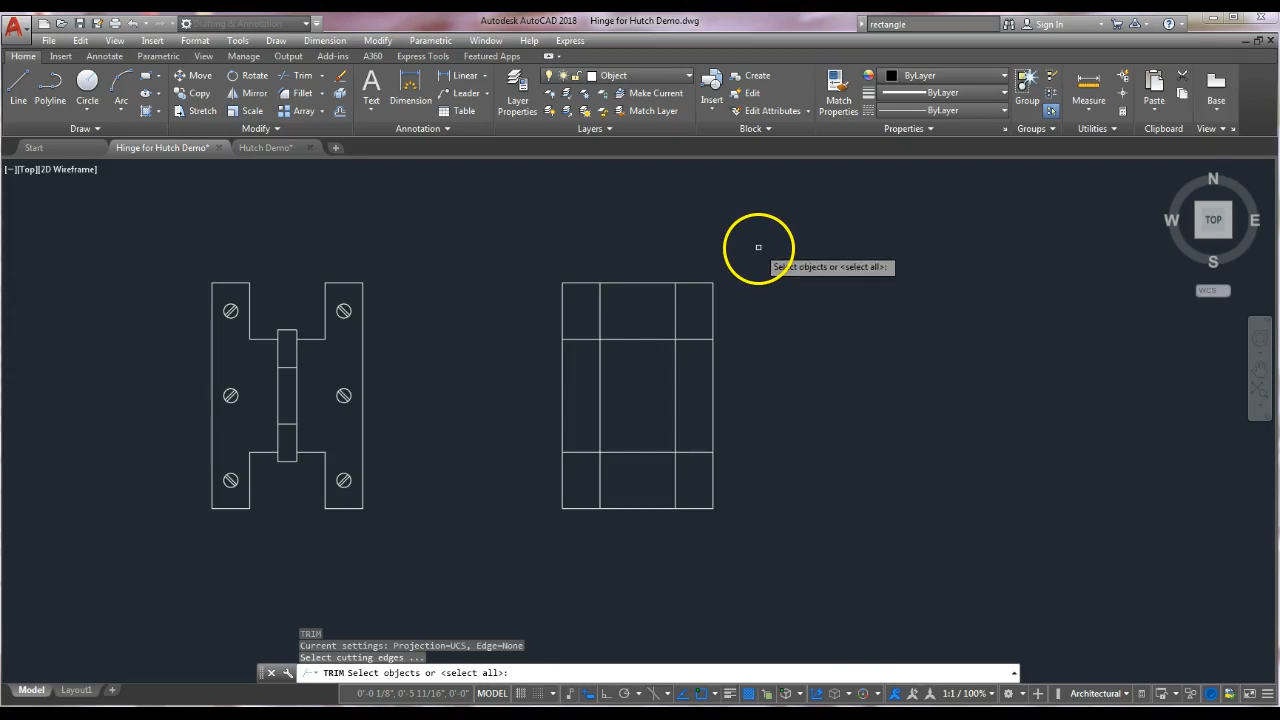 Drafting & Annotation
Autodesk AutoCAD 2018 Hinge for Hutch Demo.dwg
rectangle
Sign In
File Edit View Insert Format Tools Draw Dimension Modify Parametric Window Help Express
Home Insert Annotate Parametric View Manage Output Add-ins A360 Express Tools Featured Apps
Move Rotate Trim
Copy Mirror Fillet
Stretch Scale Array
Line Polyline Circle Arc
Text Dimension
Linear
Leader
Table
Layer Properties
Object
Make Current
Match Layer
Insert
Create
Edit
Edit Attributes
Match Properties
ByLayer
ByLayer
ByLayer
Group
Measure
Paste
Base
Draw Modify Annotation Layers Block Properties Groups Utilities Clipboard View
Start Hinge for Hutch Demo* Hutch Demo*
[−][Top][2D Wireframe]
N
W TOP E
S
WCS
Select objects or <select all>:
TRIM
Current settings: Projection=UCS, Edge=None
Select cutting edges ...
TRIM Select objects or <select all>:
Model Layout1
0'-0 1/8", 0'-5 11/16", 0'-0" MODEL 1:1 / 100% Architectural